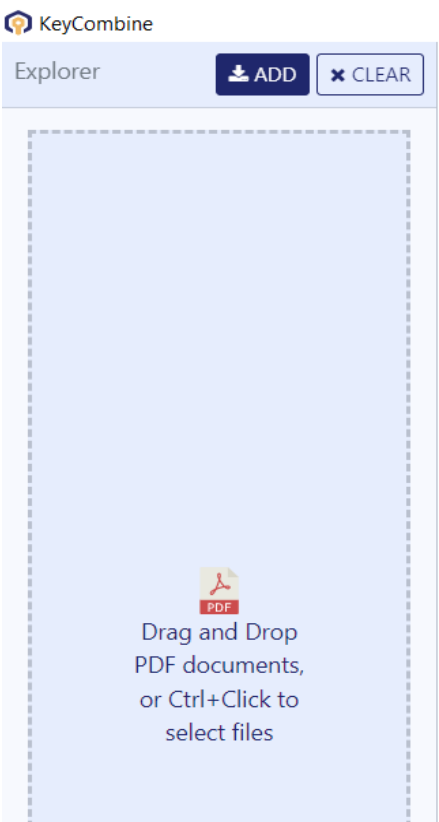 KeyCombine
Explorer
ADD
CLEAR
PDF
Drag and Drop
PDF documents,
or Ctrl+Click to
select files